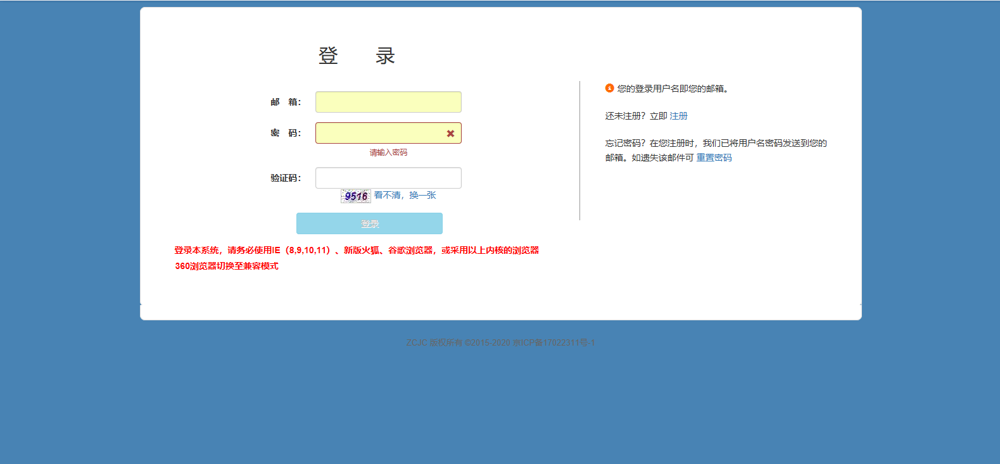 登 录
邮 箱：
密 码：
请输入密码
验证码：
9516 看不清，换一张
登录
登录本系统，请务必使用IE（8,9,10,11）、新版火狐、谷歌浏览器，或采用以上内核的浏览器
360浏览器切换至兼容模式
您的登录用户名即您的邮箱。
还未注册？立即 注册
忘记密码？在您注册时，我们已将用户名密码发送到您的
邮箱。如遗失该邮件可 重置密码
ZCJC 版权所有 ©2015-2020 京ICP备17022311号-1